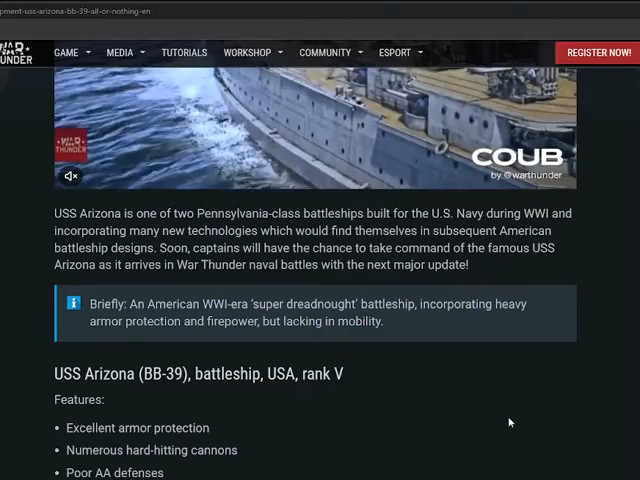 pment-uss-arizona-bb-39-all-or-nothing-en
WAR
THUNDER
GAME
MEDIA
TUTORIALS
WORKSHOP
COMMUNITY
ESPORT
REGISTER NOW!
WAR
THUNDER
COUB
by @warthunder
USS Arizona is one of two Pennsylvania-class battleships built for the U.S. Navy during WWI and
incorporating many new technologies which would find themselves in subsequent American
battleship designs. Soon, captains will have the chance to take command of the famous USS
Arizona as it arrives in War Thunder naval battles with the next major update!
Briefly: An American WWI-era ‘super dreadnought’ battleship, incorporating heavy
armor protection and firepower, but lacking in mobility.
USS Arizona (BB-39), battleship, USA, rank V
Features:
• Excellent armor protection
• Numerous hard-hitting cannons
• Poor AA defenses